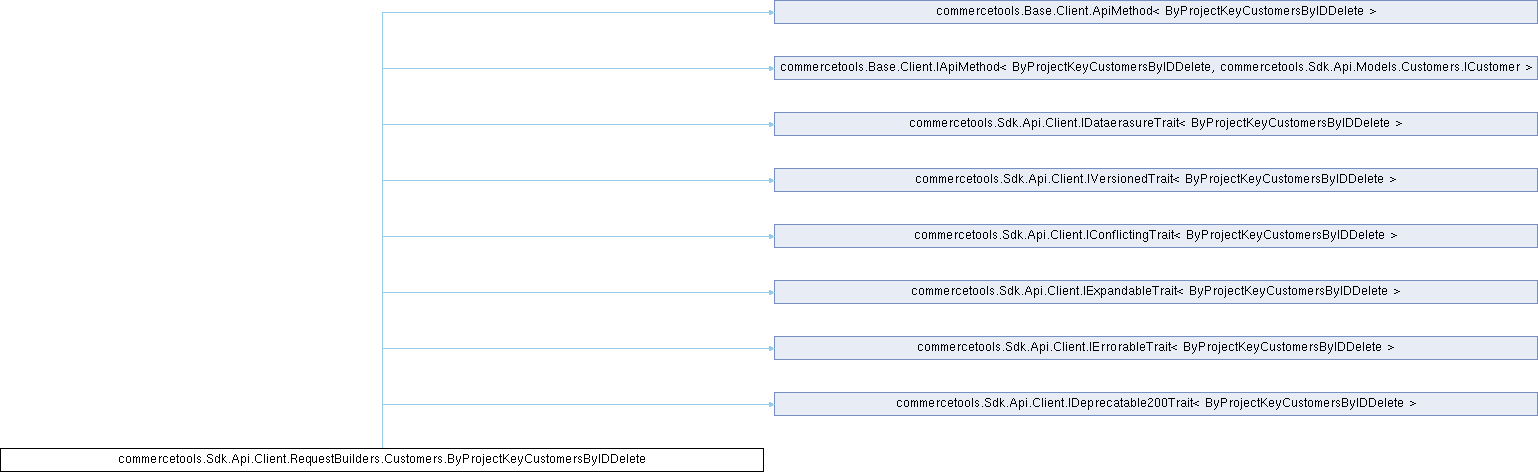 commercetools.Base.Client.ApiMethod< ByProjectKeyCustomersByIDDelete >
commercetools.Base.Client.IApiMethod< ByProjectKeyCustomersByIDDelete, commercetools.Sdk.Api.Models.Customers.ICustomer >
commercetools.Sdk.Api.Client.IDataerasureTrait< ByProjectKeyCustomersByIDDelete >
commercetools.Sdk.Api.Client.IVersionedTrait< ByProjectKeyCustomersByIDDelete >
commercetools.Sdk.Api.Client.IConflictingTrait< ByProjectKeyCustomersByIDDelete >
commercetools.Sdk.Api.Client.IExpandableTrait< ByProjectKeyCustomersByIDDelete >
commercetools.Sdk.Api.Client.IErrorableTrait< ByProjectKeyCustomersByIDDelete >
commercetools.Sdk.Api.Client.IDeprecatable200Trait< ByProjectKeyCustomersByIDDelete >
commercetools.Sdk.Api.Client.RequestBuilders.Customers.ByProjectKeyCustomersByIDDelete